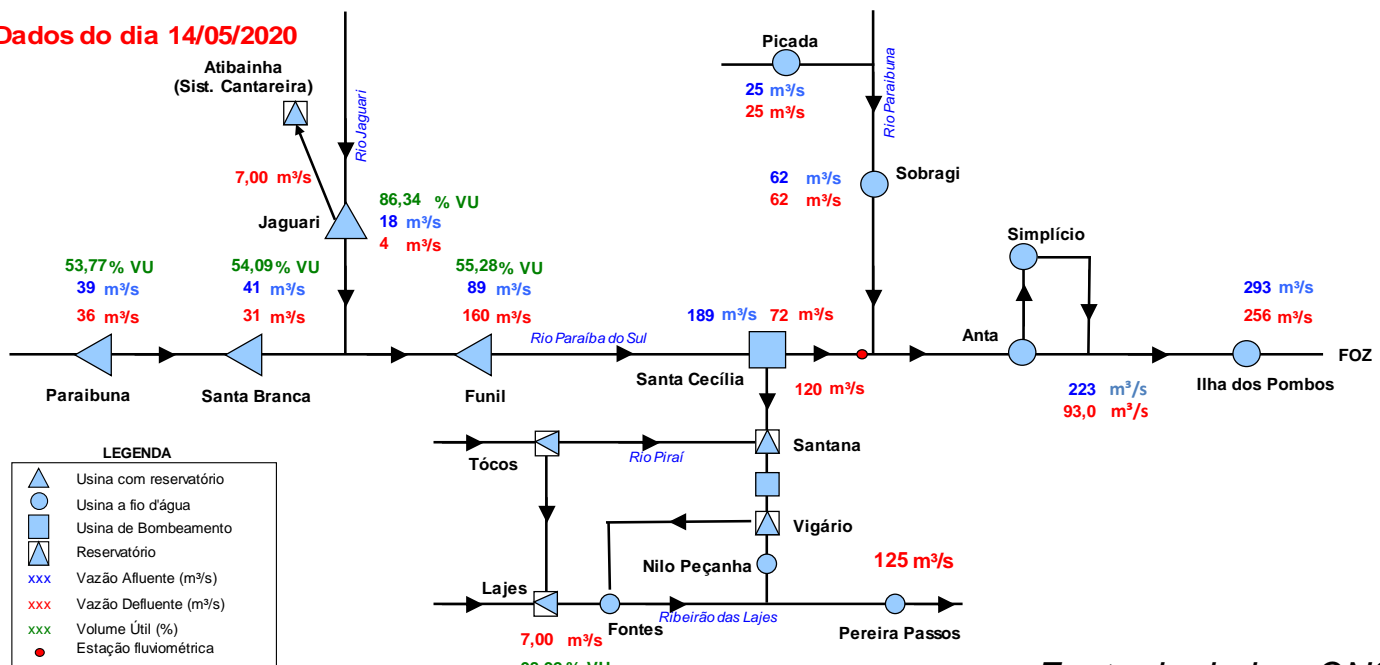 Dados do dia 14/05/2020
Atibainha
(Sist. Cantareira)
Rio Jaguari
7,00 m³/s
Jaguari
86,34 % VU
18 m³/s
4 m³/s
Picada
25 m³/s
25 m³/s
Rio Paraibuna
62 m³/s
62 m³/s
Sobragi
53,77 % VU
39 m³/s
36 m³/s
Paraibuna
54,09 % VU
41 m³/s
31 m³/s
Santa Branca
55,28 % VU
89 m³/s
160 m³/s
Funil
Rio Paraíba do Sul
189 m³/s 72 m³/s
Santa Cecília
120 m³/s
Simplício
Anta
223 m³/s
93,0 m³/s
293 m³/s
256 m³/s
Ilha dos Pombos
FOZ
Tócos
Rio Piraí
Santana
Vigário
Nilo Peçanha
125 m³/s
Lajes
Fontes
Ribeirão das Lajes
Pereira Passos
7,00 m³/s
LEGENDA
Usina com reservatório
Usina a fio d'água
Usina de Bombeamento
Reservatório
xxx Vazão Afluente (m³/s)
xxx Vazão Defluente (m³/s)
xxx Volume Útil (%)
Estação fluviométrica